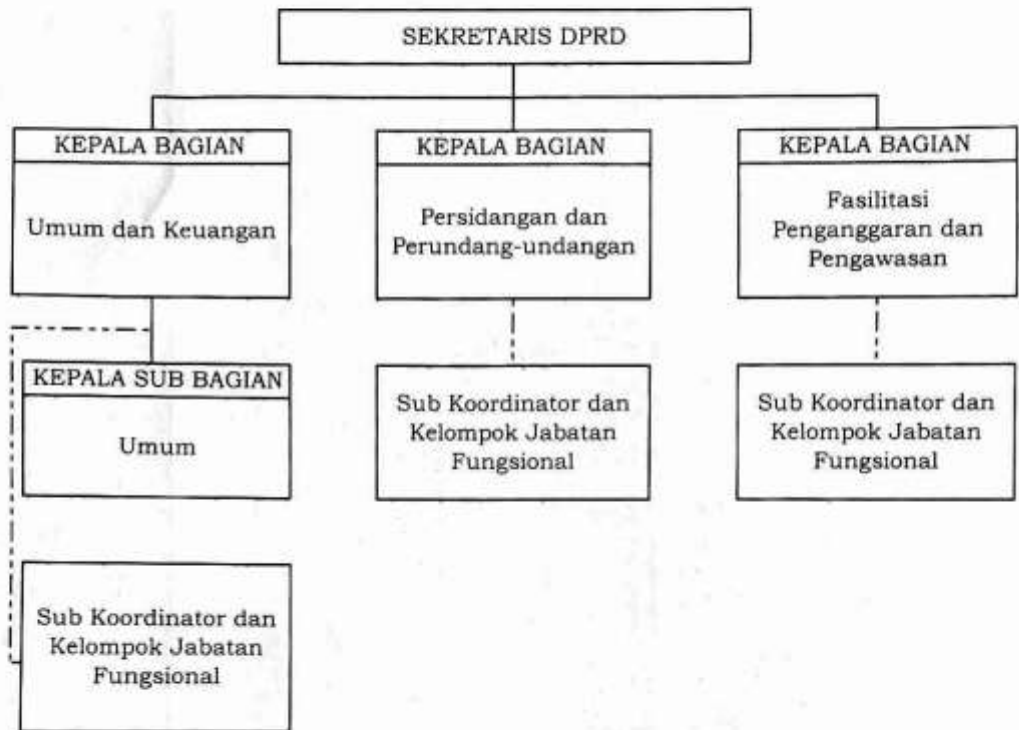 SEKRETARIS DPRD
KEPALA BAGIAN
Umum dan Keuangan
KEPALA BAGIAN
Persidangan dan
Perundang-undangan
KEPALA BAGIAN
Fasilitasi
Penganggaran dan
Pengawasan
KEPALA SUB BAGIAN
Umum
Sub Koordinator dan
Kelompok Jabatan
Fungsional
Sub Koordinator dan
Kelompok Jabatan
Fungsional
Sub Koordinator dan
Kelompok Jabatan
Fungsional